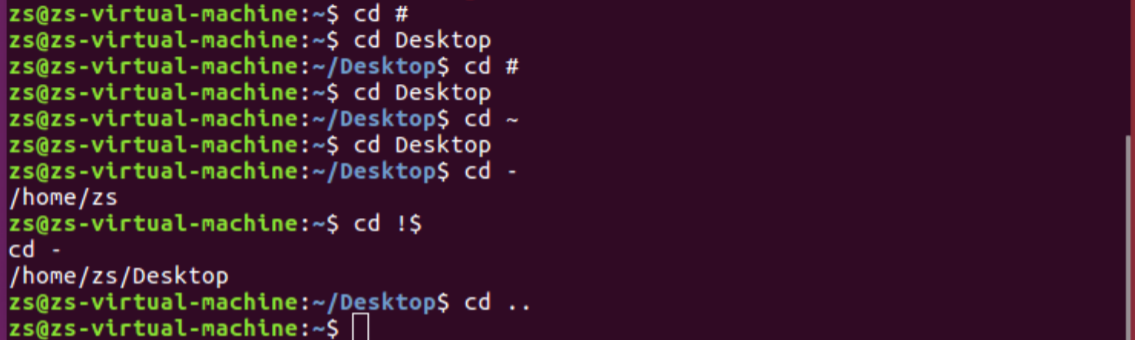 zs@zs-virtual-machine:~$ cd #
zs@zs-virtual-machine:~$ cd Desktop
zs@zs-virtual-machine:~/Desktop$ cd #
zs@zs-virtual-machine:~$ cd Desktop
zs@zs-virtual-machine:~/Desktop$ cd ~
zs@zs-virtual-machine:~$ cd Desktop
zs@zs-virtual-machine:~/Desktop$ cd -
/home/zs
zs@zs-virtual-machine:~$ cd !$
cd -
/home/zs/Desktop
zs@zs-virtual-machine:~/Desktop$ cd ..
zs@zs-virtual-machine:~$